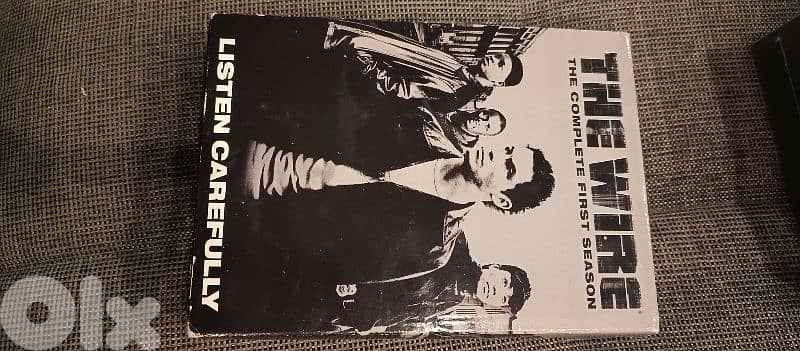 THE WIRE
THE COMPLETE FIRST SEASON
LISTEN CAREFULLY
Olx